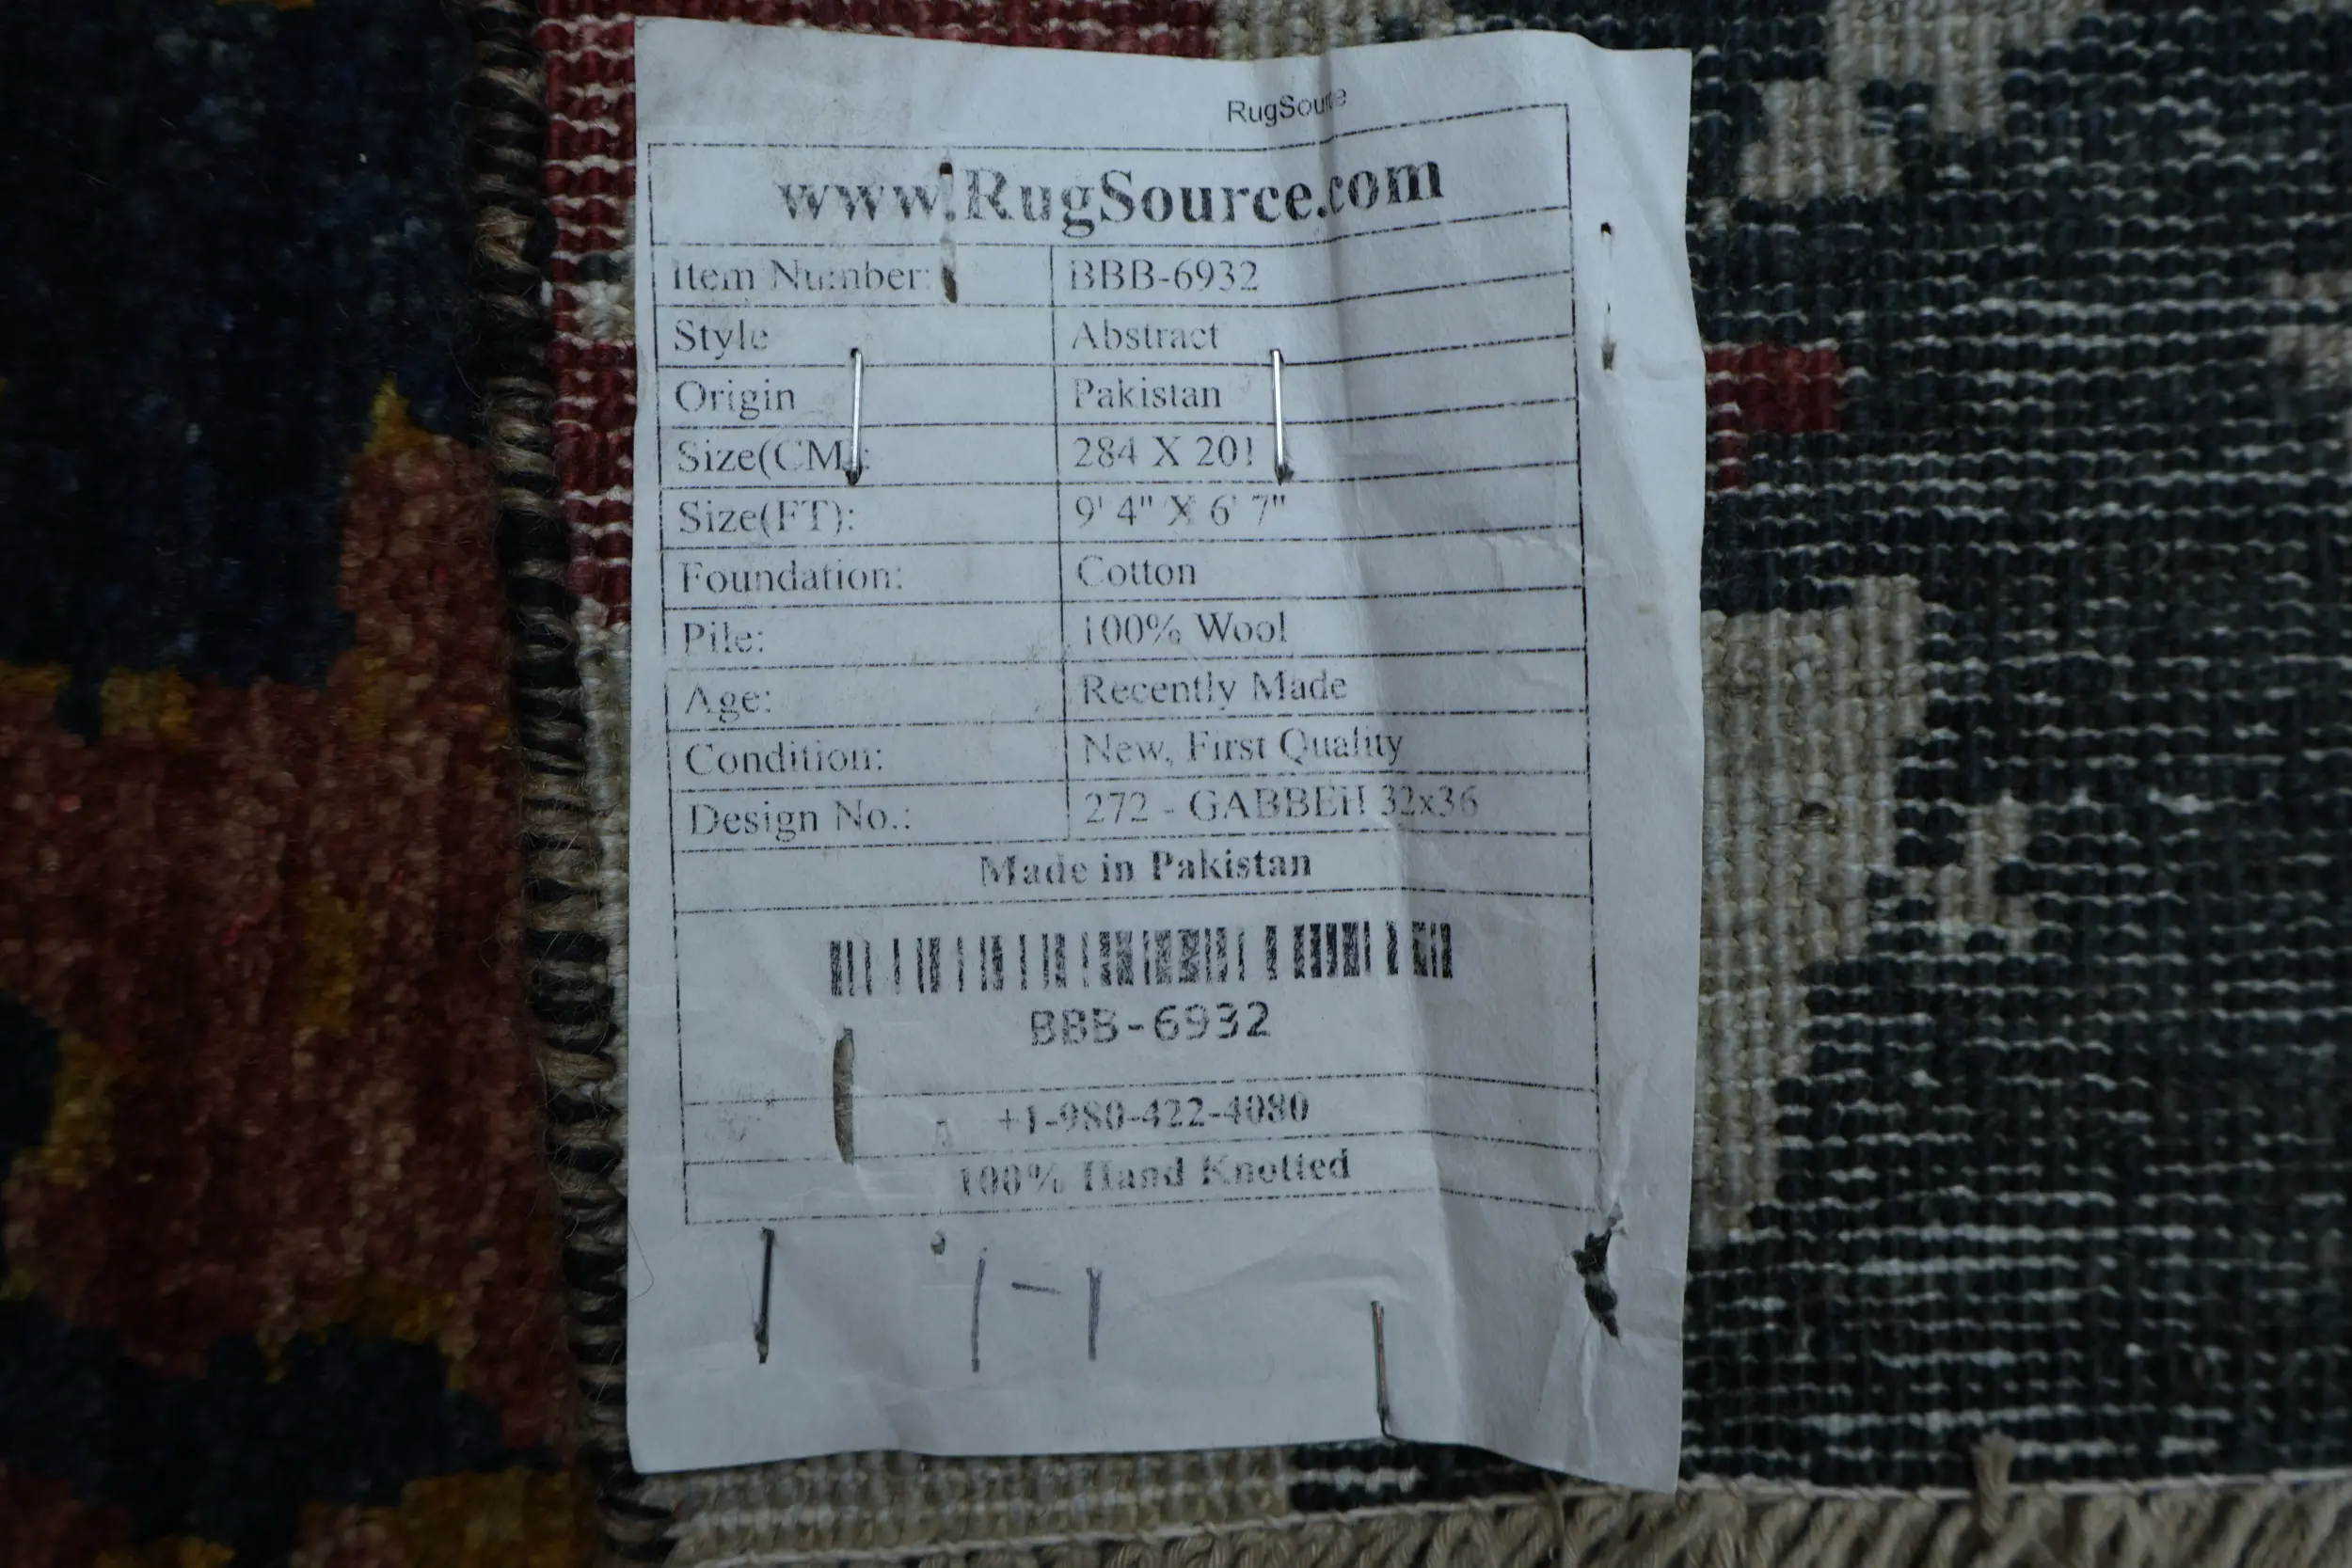 RugSource
www.RugSource.com
Item Number: BBB-6932
Style Abstract
Origin Pakistan
Size(CM): 284 X 201
Size(FT): 9' 4" X 6' 7"
Foundation: Cotton
Pile: 100% Wool
Age: Recently Made
Condition: New, First Quality
Design No.: 272 - GABBEH 32x36
Made in Pakistan
BBB-6932
+1-980-422-4080
100% Hand Knotted
1-1